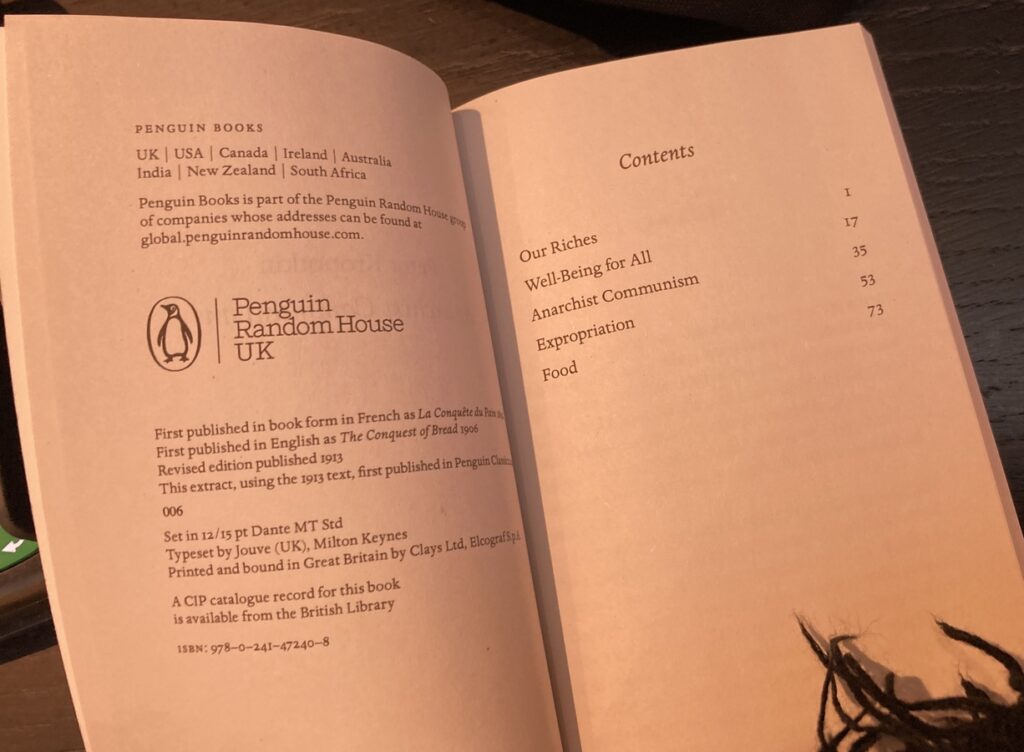 PENGUIN BOOKS
UK | USA | Canada | Ireland | Australia
India | New Zealand | South Africa
Penguin Books is part of the Penguin Random House group
of companies whose addresses can be found at
global.penguinrandomhouse.com.
Penguin
Random House
UK
First published in book form in French as La Conquête du Pain
First published in English as The Conquest of Bread 1906
Revised edition published 1913
This extract, using the 1913 text, first published in Penguin
006
Set in 12/15 pt Dante MT Std
Typeset by Jouve (UK), Milton Keynes
Printed and bound in Great Britain by Clays Ltd, Elcograf S.p.A.
A CIP catalogue record for this book
is available from the British Library
ISBN: 978-0-241-47240-8
Contents
Our Riches 1
Well-Being for All 17
Anarchist Communism 35
Expropriation 53
Food 73